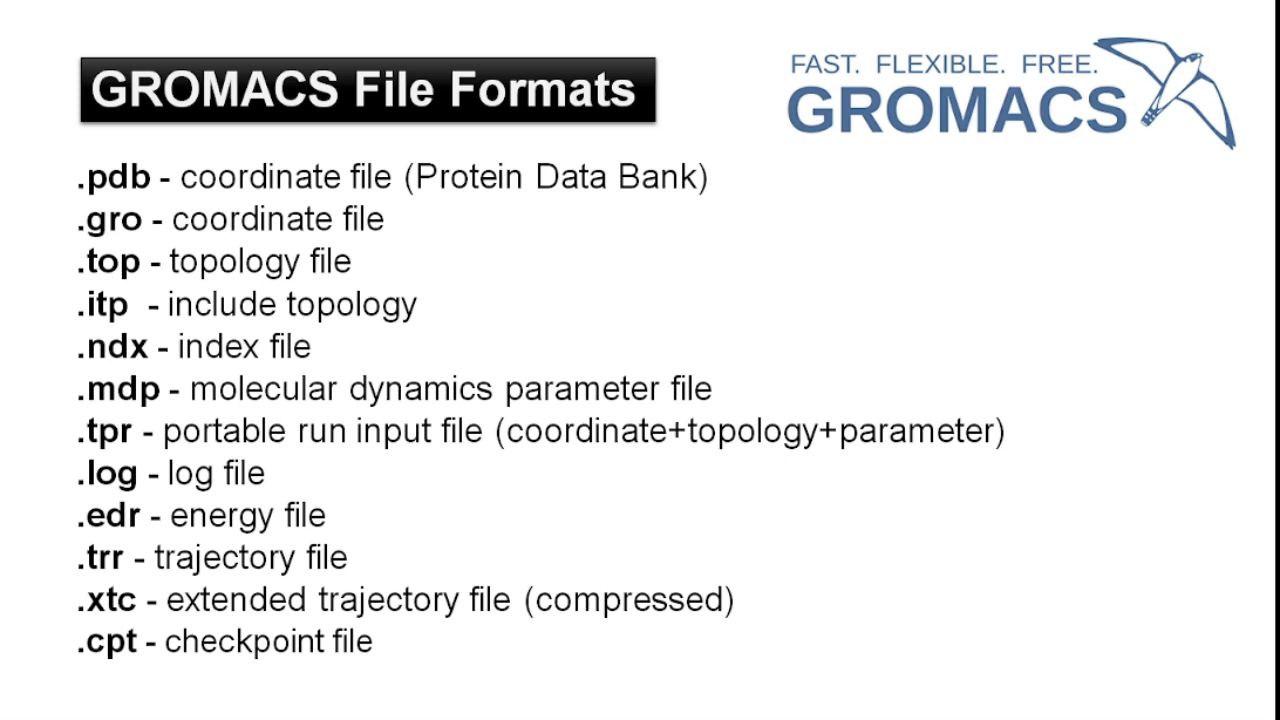 GROMACS File Formats
FAST. FLEXIBLE. FREE.
GROMACS
.pdb - coordinate file (Protein Data Bank)
.gro - coordinate file
.top - topology file
.itp - include topology
.ndx - index file
.mdp - molecular dynamics parameter file
.tpr - portable run input file (coordinate+topology+parameter)
.log - log file
.edr - energy file
.trr - trajectory file
.xtc - extended trajectory file (compressed)
.cpt - checkpoint file